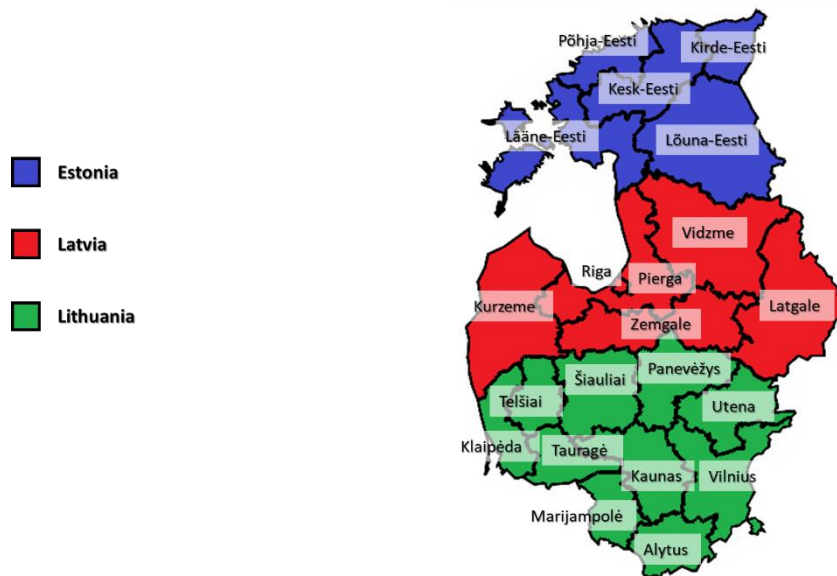 Põhja-Eesti
Kirde-Eesti
Kesk-Eesti
Lääne-Eesti
Lõuna-Eesti
Estonia
Latvia
Lithuania
Vidzme
Riga
Pierga
Kurzeme
Latgale
Zemgale
Panevėžys
Šiauliai
Telšiai
Utena
Klaipėda
Tauragė
Kaunas
Vilnius
Marijampolė
Alytus